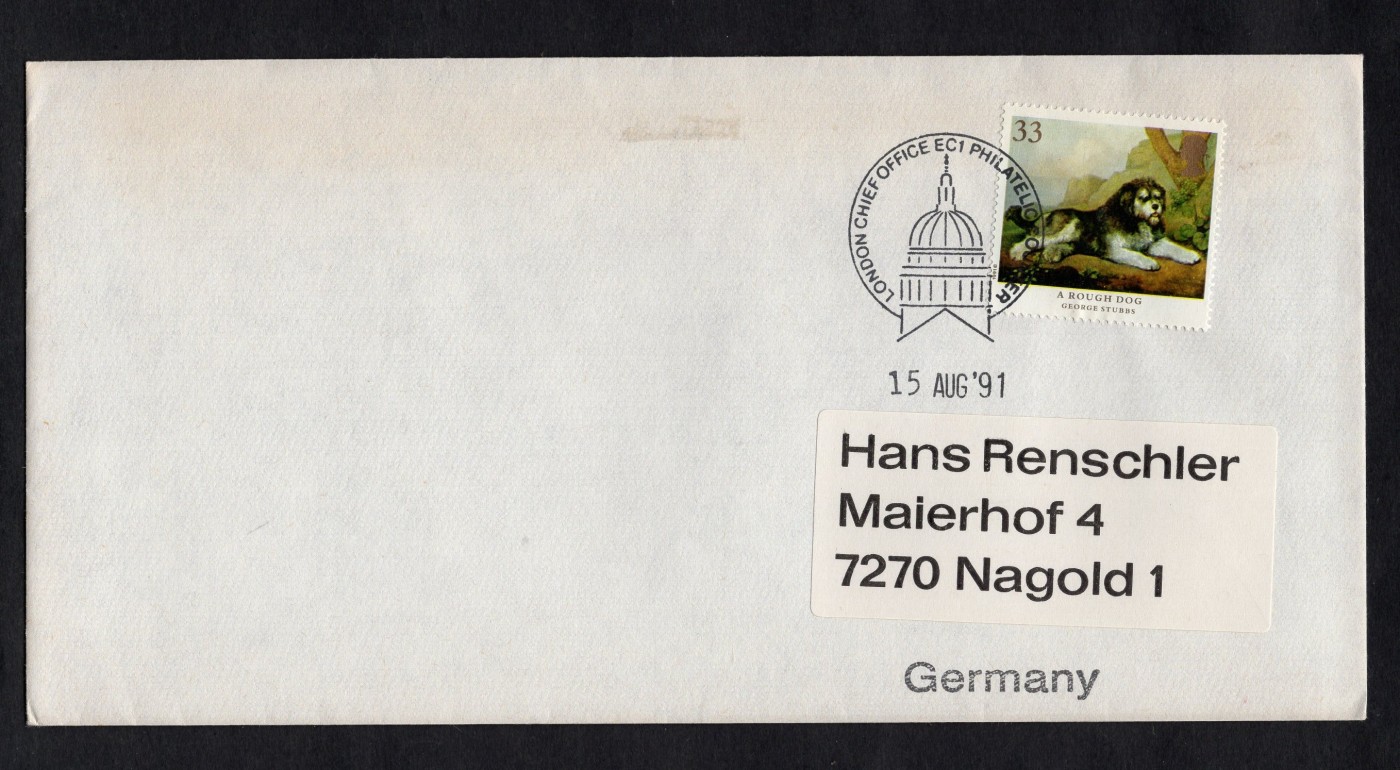 LONDON CHIEF OFFICE EC1 PHILATELIC COUNTER
33
A ROUGH DOG
GEORGE STUBBS
15 AUG '91
Hans Renschler
Maierhof 4
7270 Nagold 1
Germany